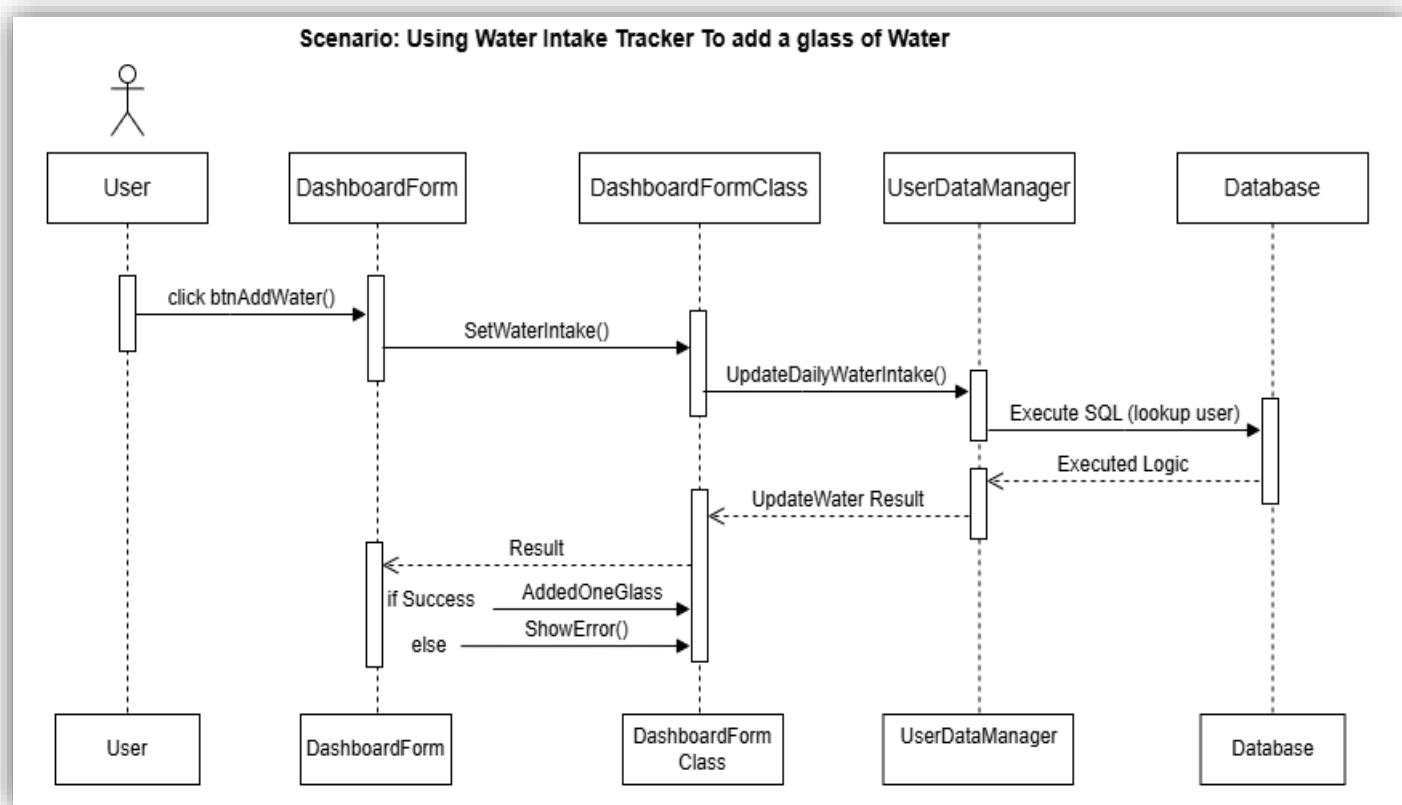 Scenario: Using Water Intake Tracker To add a glass of Water
User
DashboardForm
DashboardFormClass
UserDataManager
Database
click btnAddWater()
SetWaterIntake()
UpdateDailyWaterIntake()
Execute SQL (lookup user)
Executed Logic
UpdateWater Result
Result
if Success
AddedOneGlass
else
ShowError()
User
DashboardForm
DashboardForm
Class
UserDataManager
Database